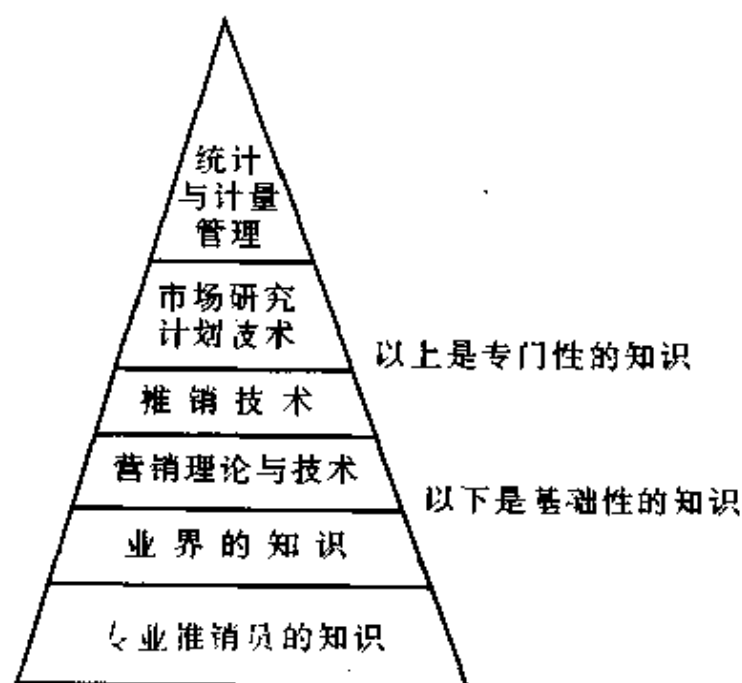 统计
与计量
管理
市场研究
计划技术
以上是专门性的知识
推销技术
营销理论与技术
以下是基础性的知识
业界的知识
专业推销员的知识